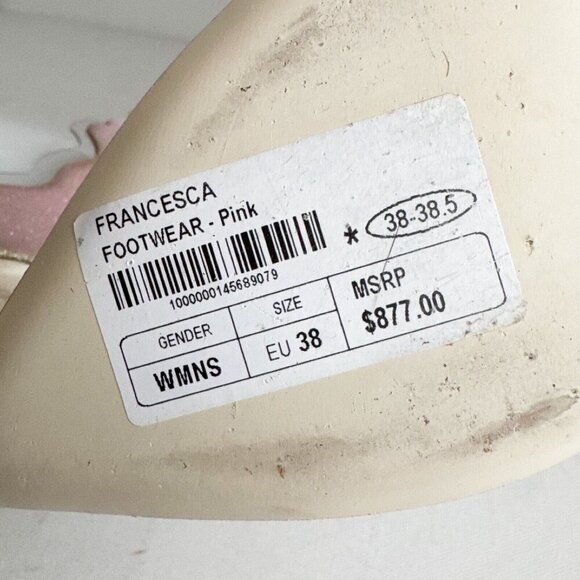 FRANCESCA
FOOTWEAR - Pink
1000000145689079
* 38-38.5
GENDER
SIZE
MSRP
WMNS
EU 38
$877.00